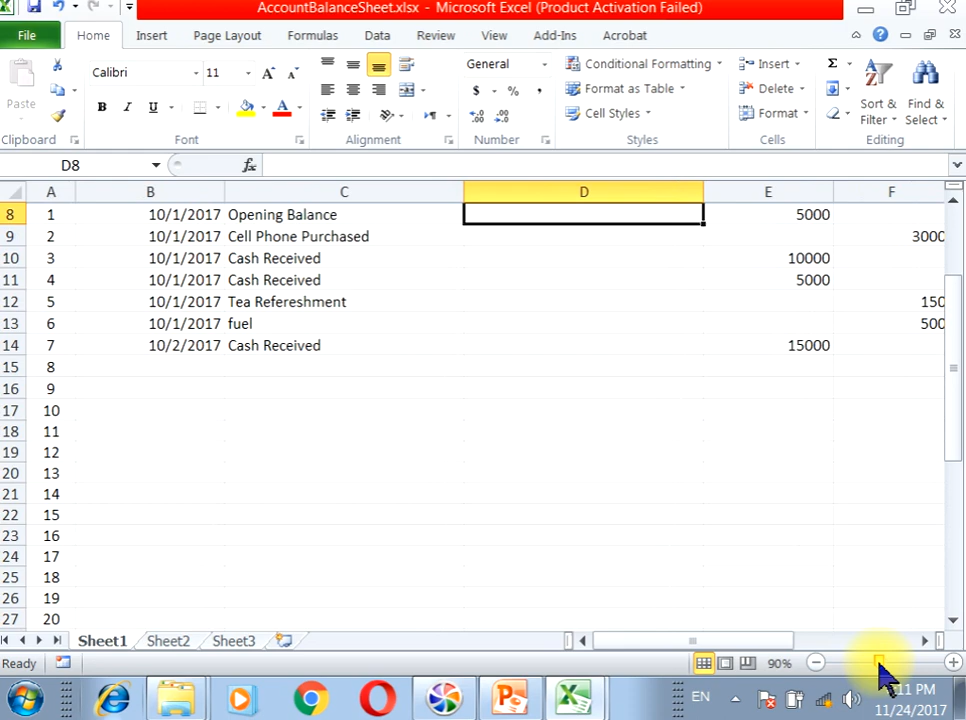 AccountBalanceSheet.xlsx - Microsoft Excel (Product Activation Failed)
File Home Insert Page Layout Formulas Data Review View Add-Ins Acrobat
Calibri 11 General Conditional Formatting Insert Σ
Paste $ % , Format as Table Delete Sort & Find &
B I U A Cell Styles Format Filter Select
Clipboard Font Alignment Number Styles Cells Editing
D8 fx
A B C D E F
8 1 10/1/2017 Opening Balance 5000
9 2 10/1/2017 Cell Phone Purchased 3000
10 3 10/1/2017 Cash Received 10000
11 4 10/1/2017 Cash Received 5000
12 5 10/1/2017 Tea Refereshment 150
13 6 10/1/2017 fuel 500
14 7 10/2/2017 Cash Received 15000
15 8
16 9
17 10
18 11
19 12
20 13
21 14
22 15
23 16
24 17
25 18
26 19
27 20
Sheet1 Sheet2 Sheet3
Ready 90%
EN :11 PM
11/24/2017